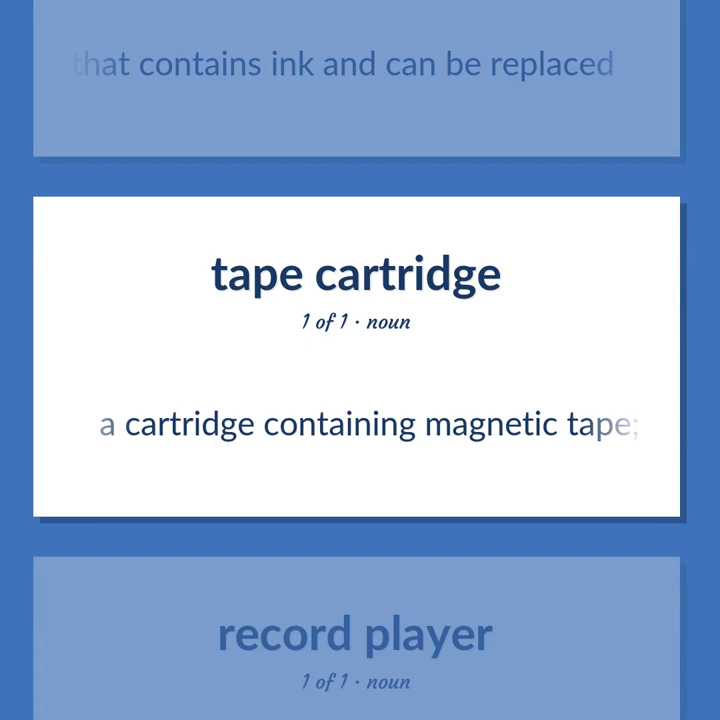 that contains ink and can be replaced
tape cartridge
1 of 1 · noun
a cartridge containing magnetic tape;
record player
1 of 1 · noun